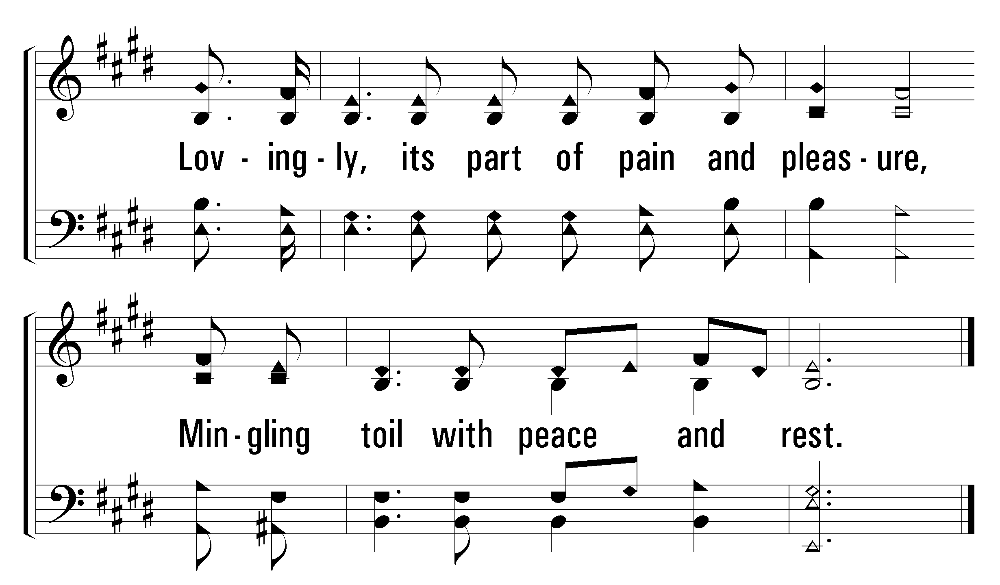 Lov - ing - ly, its part of pain and pleas - ure,
Min - gling toil with peace and rest.